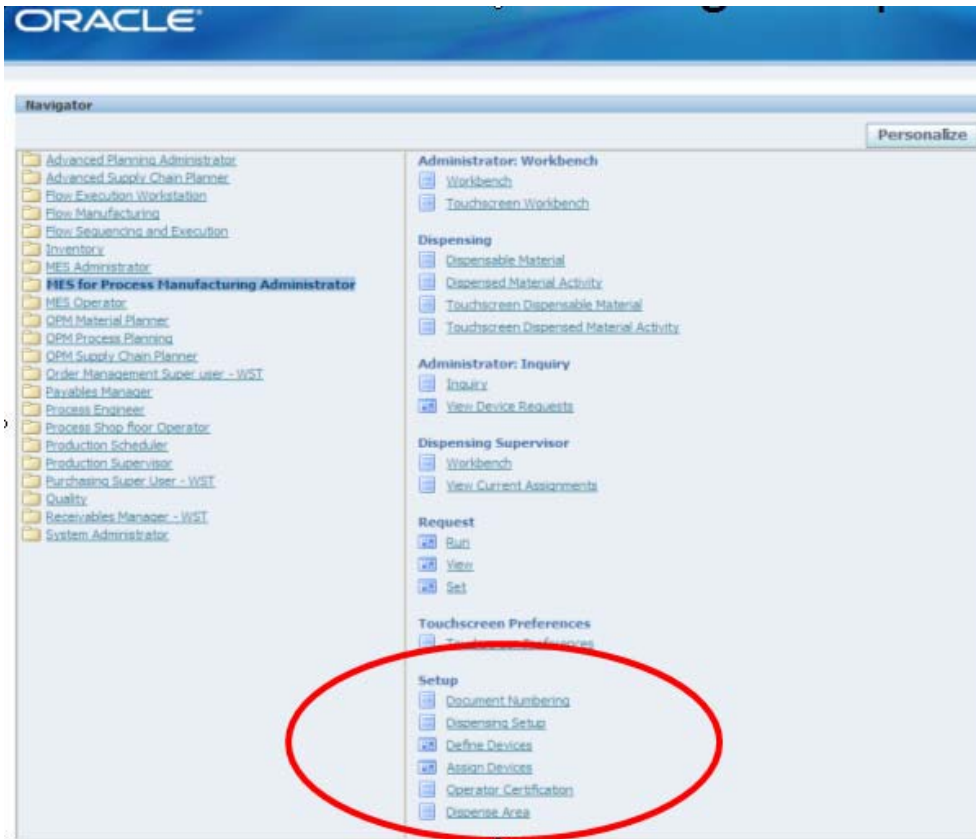 ORACLE
Navigator
Personalize
Advanced Planning Administrator
Advanced Supply Chain Planner
Flow Execution Workstation
Flow Manufacturing
Flow Sequencing and Execution
Inventory
MES Administrator
MES for Process Manufacturing Administrator
MES Operator
OPM Material Planner
OPM Process Planning
OPM Supply Chain Planner
Order Management Super user - WST
Payables Manager
Process Engineer
Process Shop floor Operator
Production Scheduler
Production Supervisor
Purchasing Super User - WST
Quality
Receivables Manager - WST
System Administrator
Administrator: Workbench
Workbench
Touchscreen Workbench
Dispensing
Dispensable Material
Dispensed Material Activity
Touchscreen Dispensable Material
Touchscreen Dispensed Material Activity
Administrator: Inquiry
Inquiry
View Device Requests
Dispensing Supervisor
Workbench
View Current Assignments
Request
Run
View
Set
Touchscreen Preferences
Touchscreen Preferences
Setup
Document Numbering
Dispensing Setup
Define Devices
Assign Devices
Operator Certification
Dispense Area